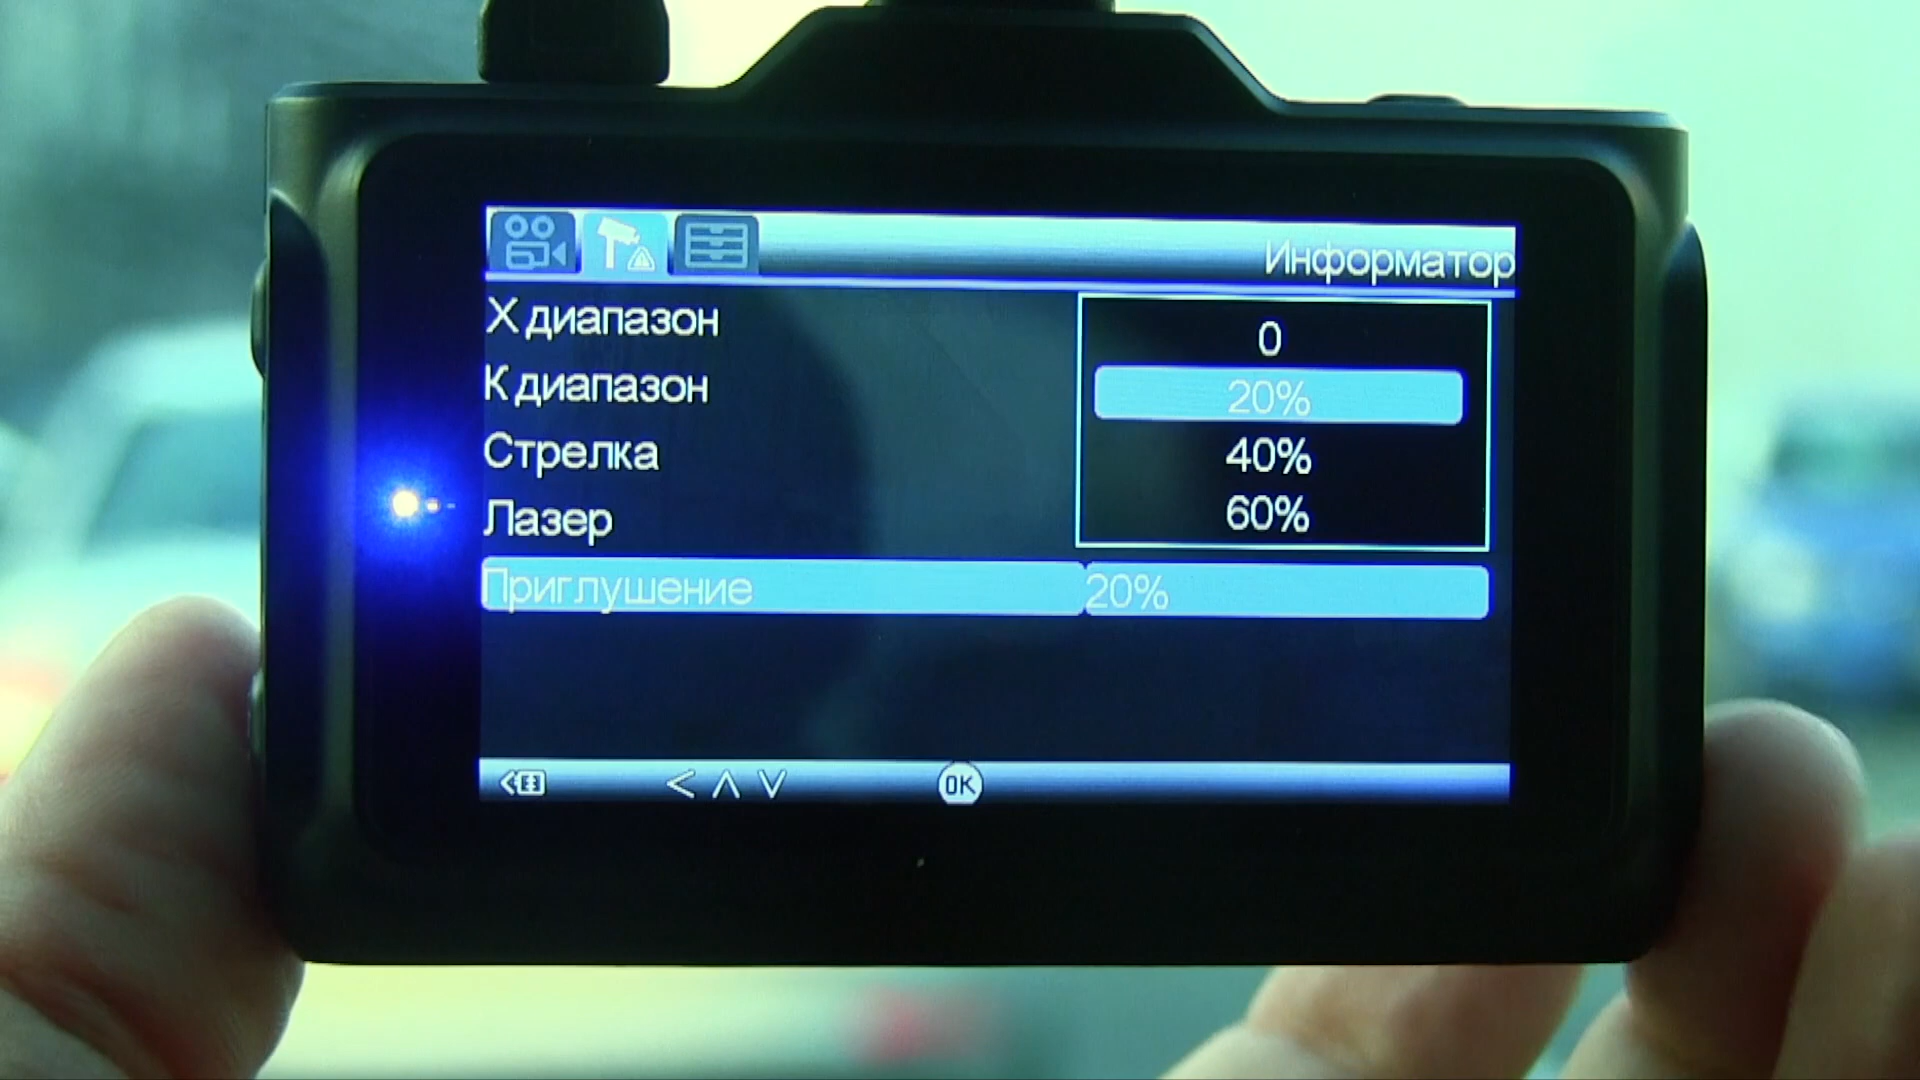 Информатор
Х диапазон
0
К диапазон
20%
Стрелка
40%
Лазер
60%
Приглушение 20%
OK